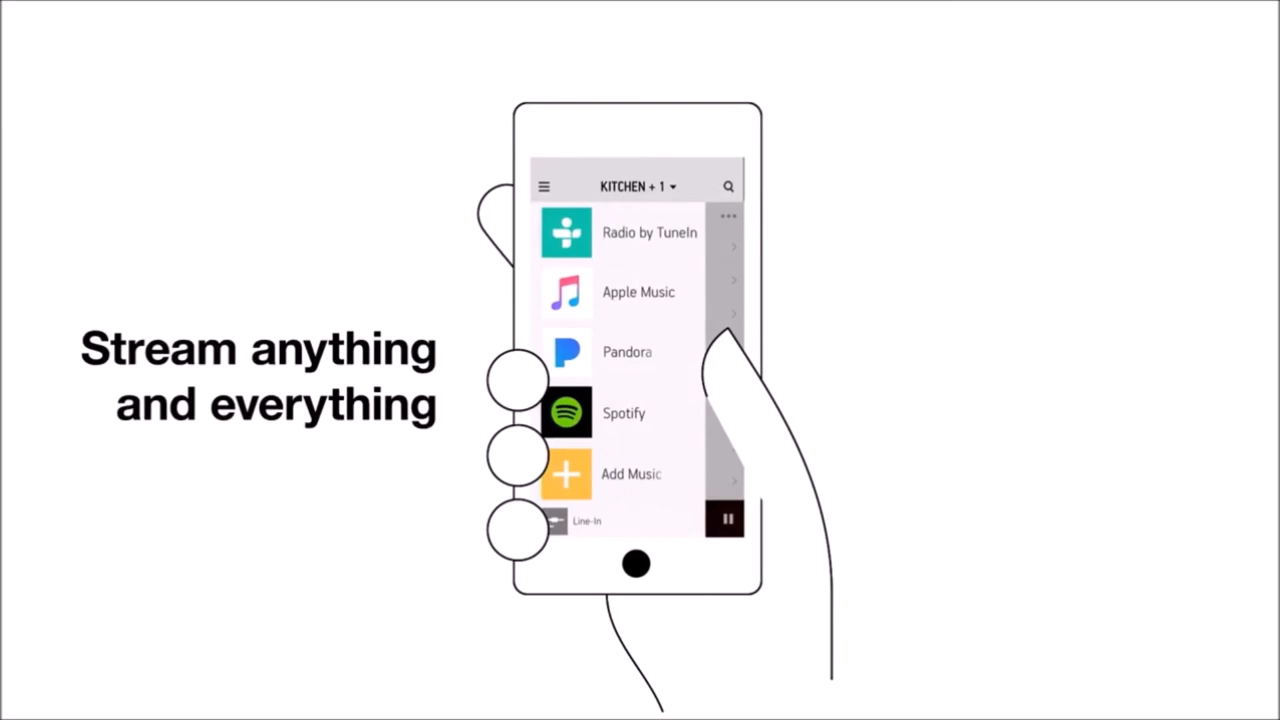 Stream anything
and everything
KITCHEN + 1
Radio by TuneIn
Apple Music
Pandora
Spotify
Add Music
Line-In